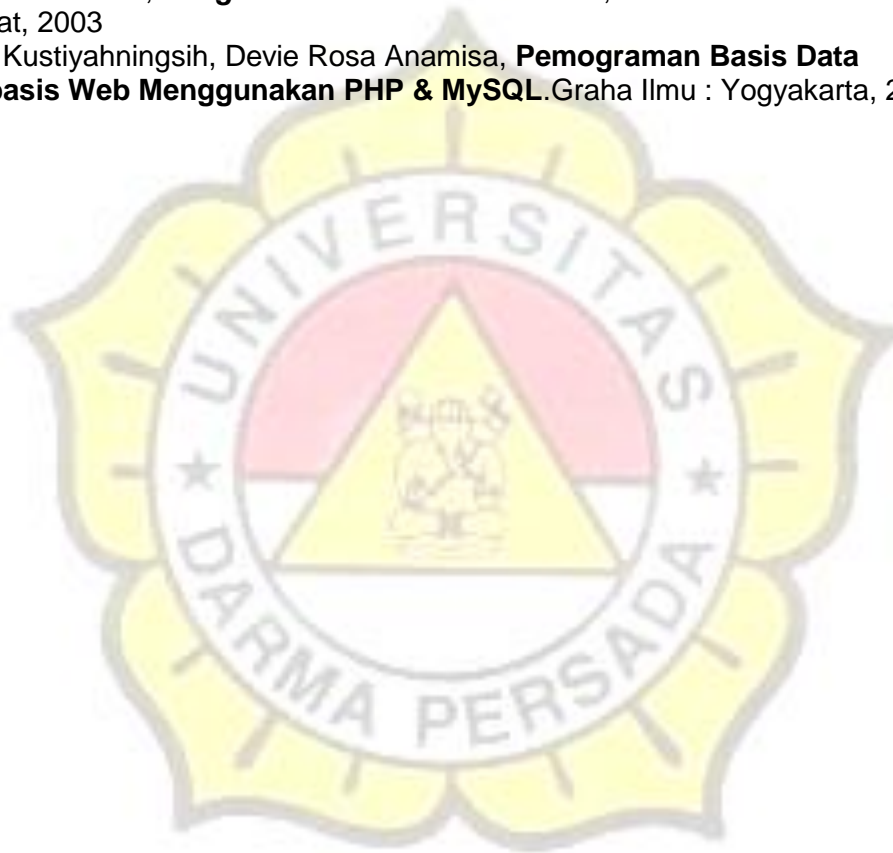 at, 2003
Kustiyahningsih, Devie Rosa Anamisa, Pemograman Basis Data
basis Web Menggunakan PHP & MySQL.Graha Ilmu : Yogyakarta, 2
UNIVERSITAS
DARMA PERSADA